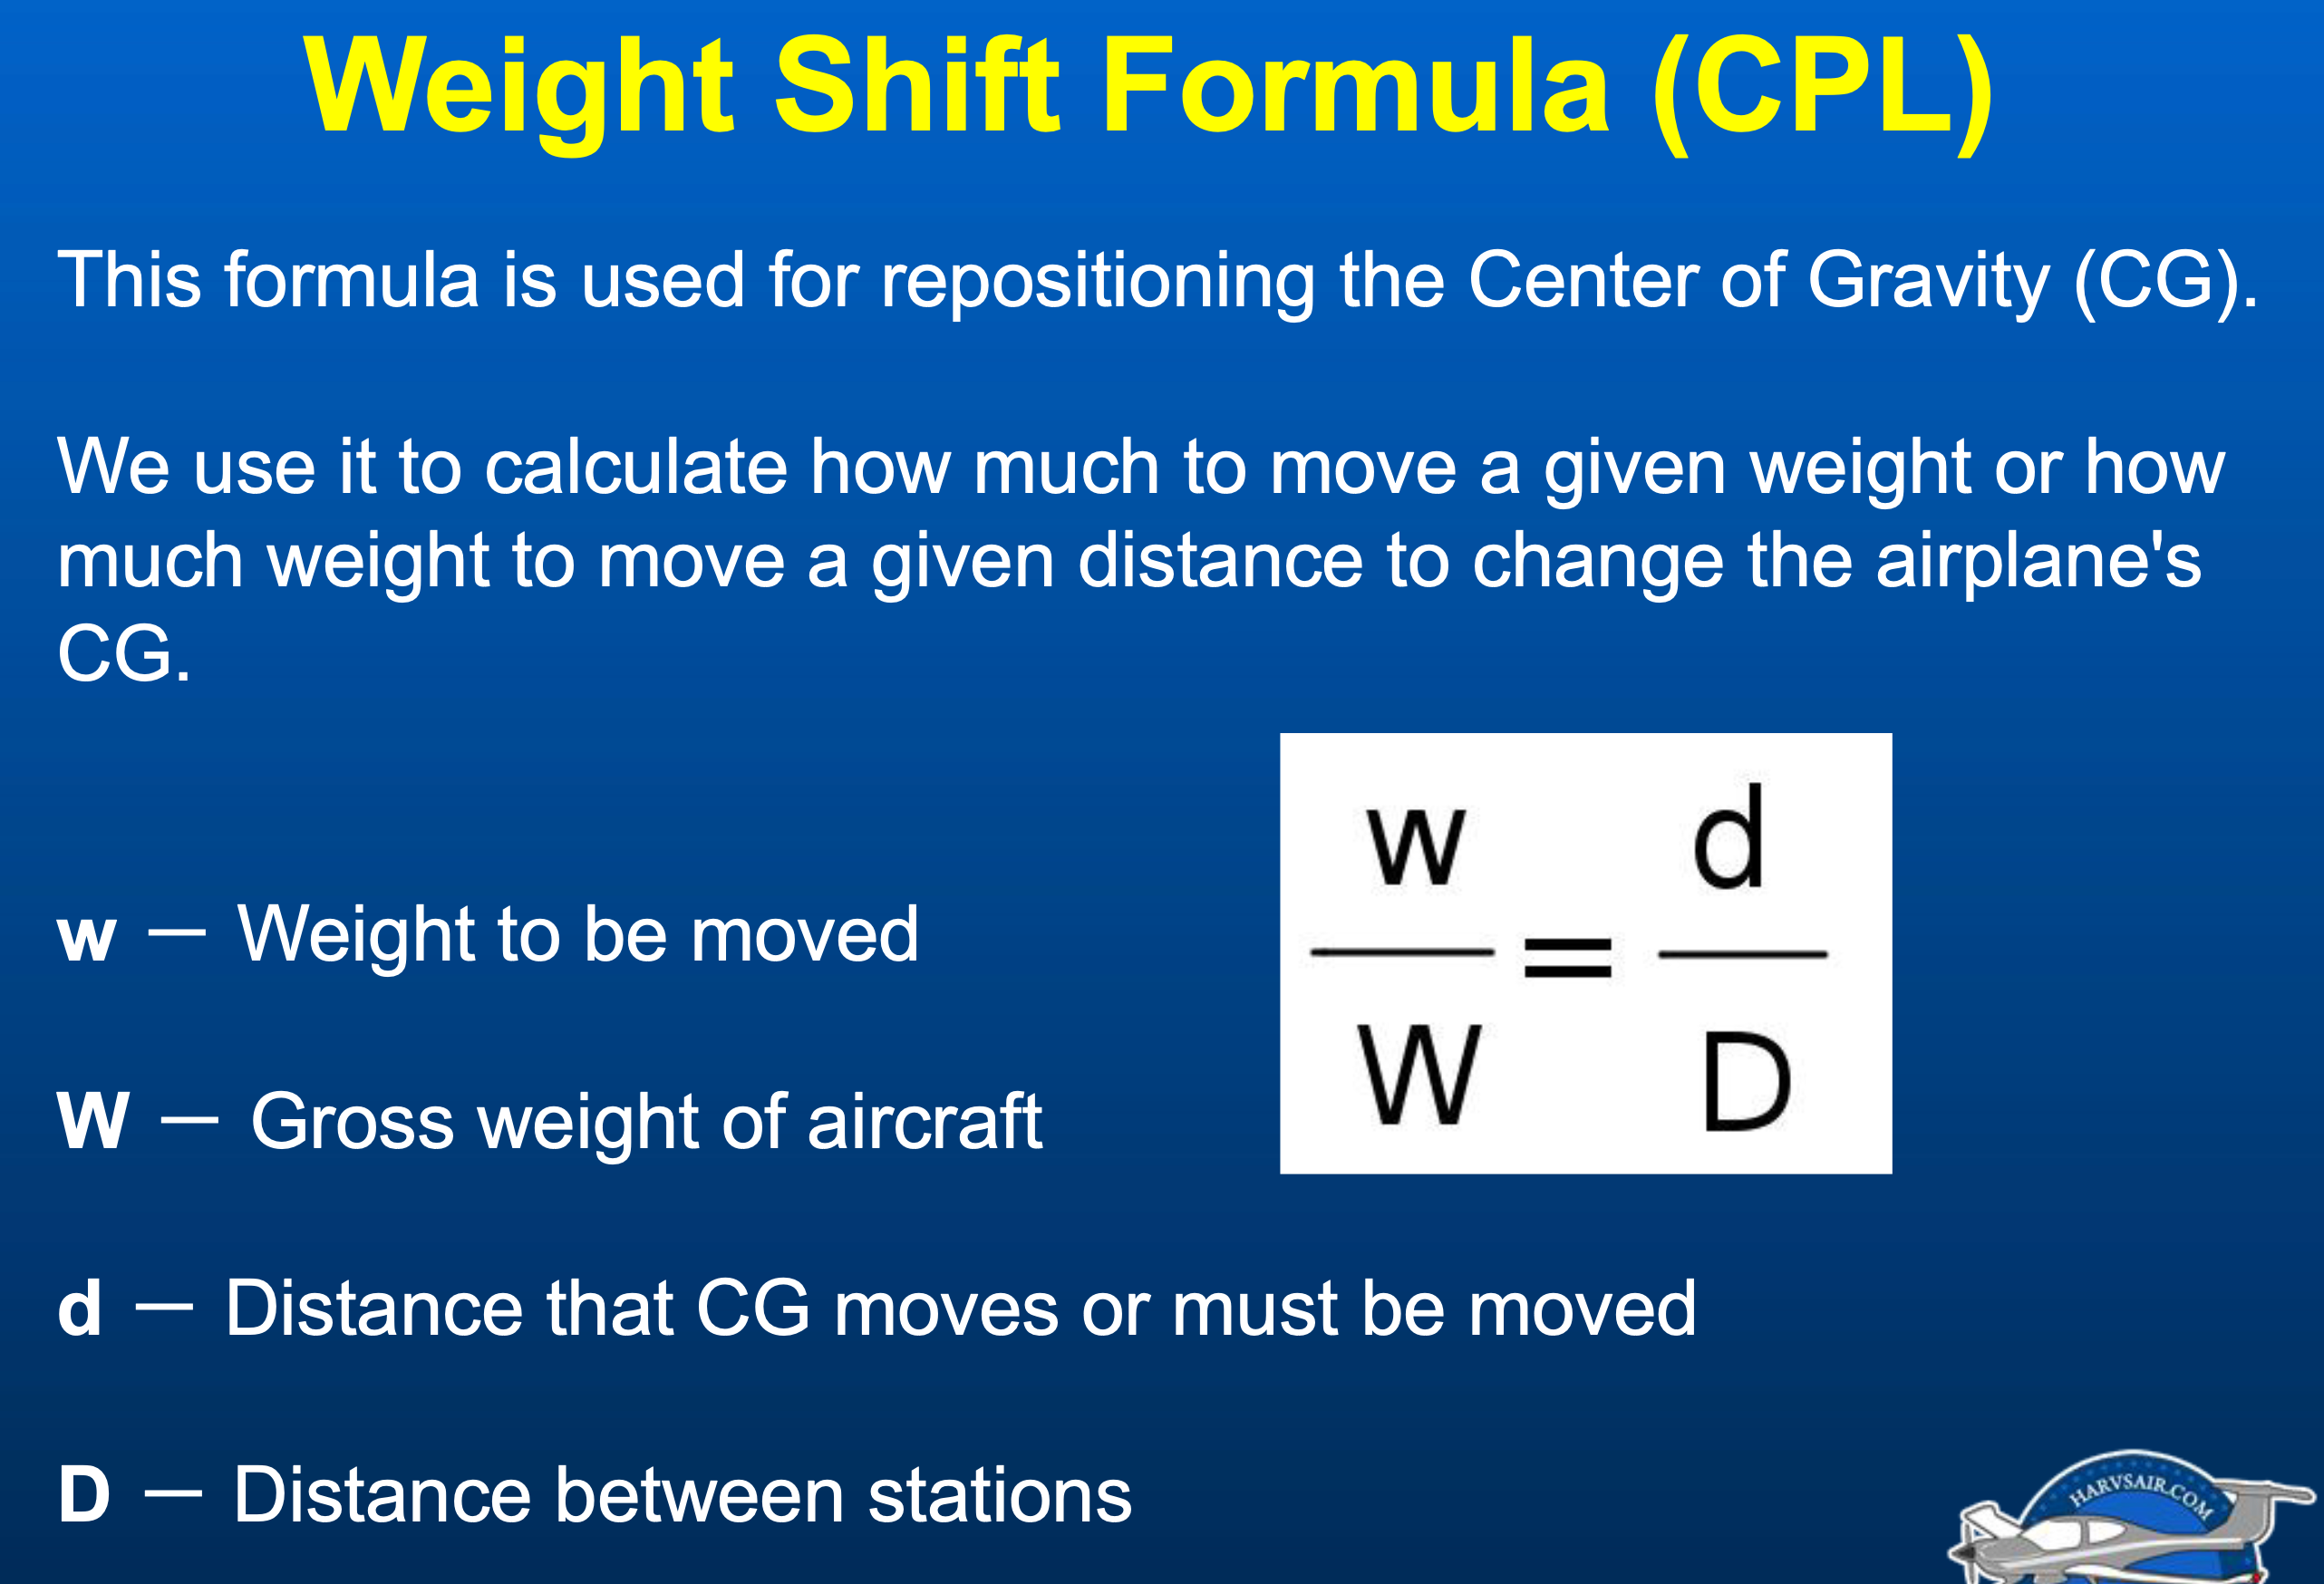 Weight Shift Formula (CPL)
This formula is used for repositioning the Center of Gravity (CG).
We use it to calculate how much to move a given weight or how
much weight to move a given distance to change the airplane's
CG.
w d
=
W D
w — Weight to be moved
W — Gross weight of aircraft
d — Distance that CG moves or must be moved
D — Distance between stations
HARVSAIR.COM